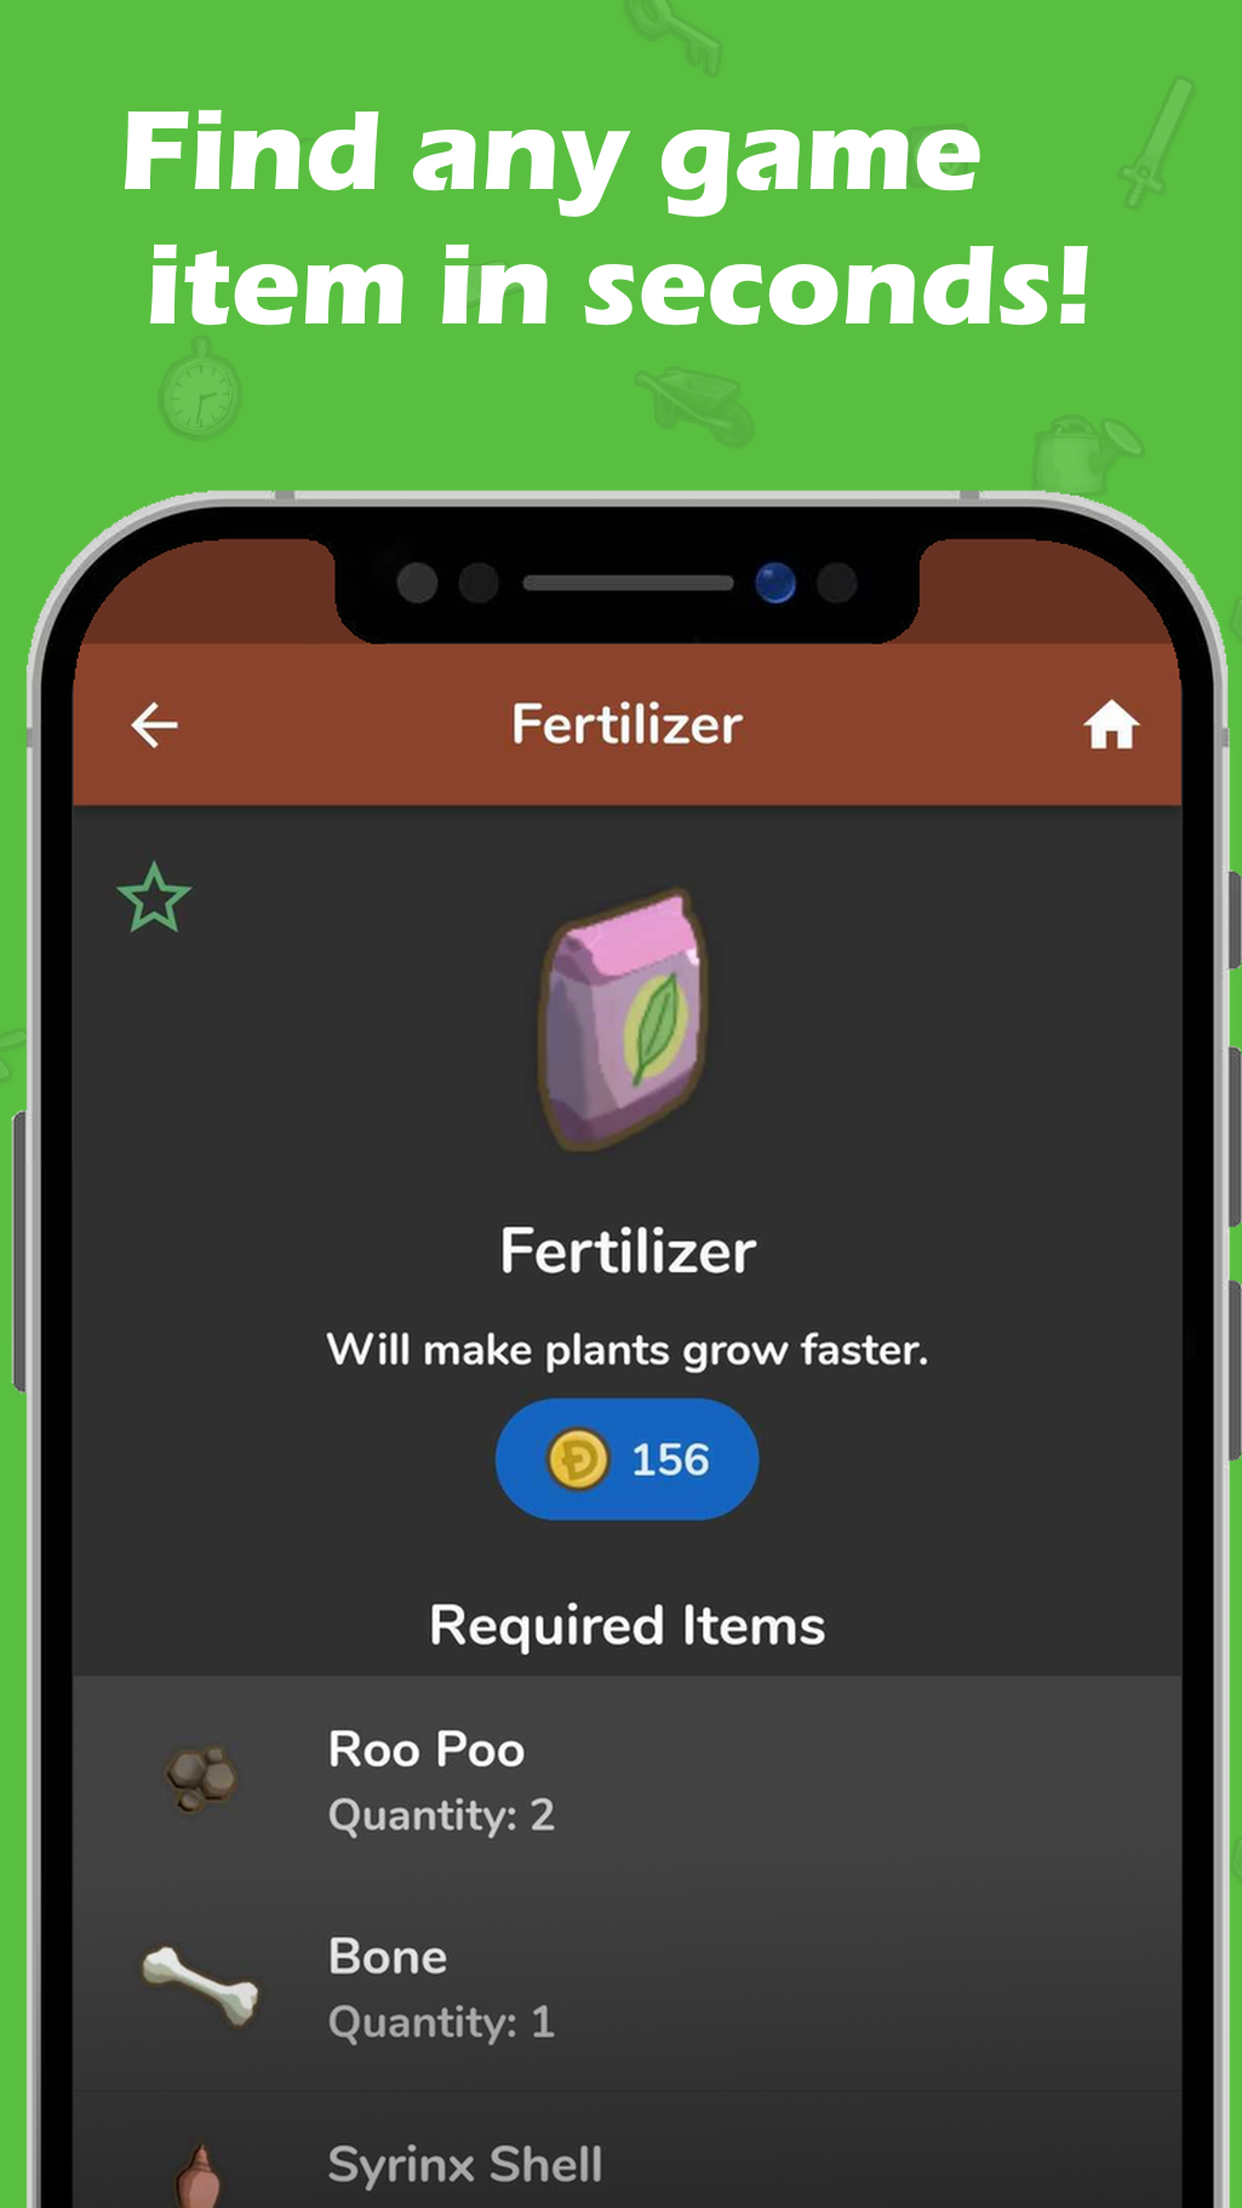 Find any game
item in seconds!
Fertilizer
Fertilizer
Will make plants grow faster.
156
Required Items
Roo Poo
Quantity: 2
Bone
Quantity: 1
Syrinx Shell